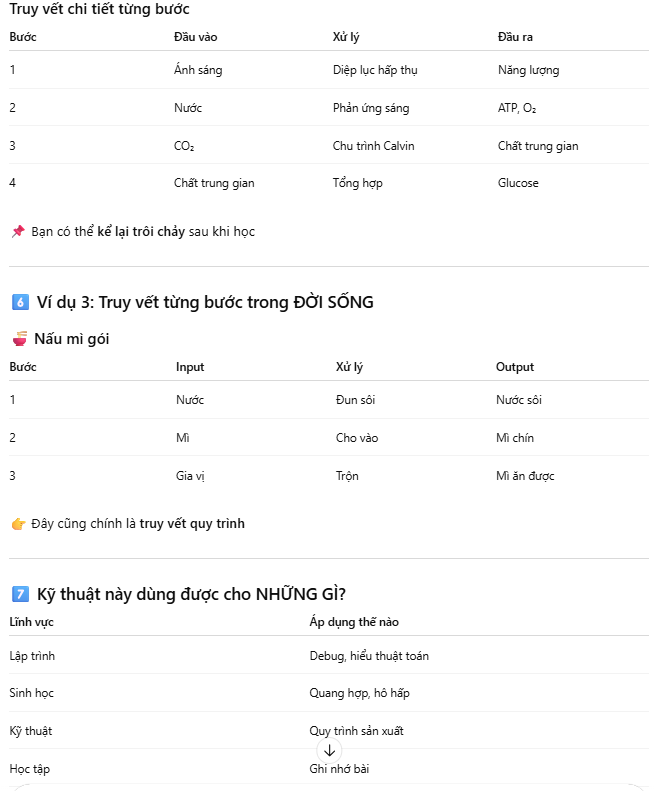 Truy vết chi tiết từng bước
Bước Đầu vào Xử lý Đầu ra
1 Ánh sáng Diệp lục hấp thụ Năng lượng
2 Nước Phản ứng sáng ATP, O₂
3 CO₂ Chu trình Calvin Chất trung gian
4 Chất trung gian Tổng hợp Glucose
📌 Bạn có thể kể lại trôi chảy sau khi học
6️⃣ Ví dụ 3: Truy vết từng bước trong ĐỜI SỐNG
🍜 Nấu mì gói
Bước Input Xử lý Output
1 Nước Đun sôi Nước sôi
2 Mì Cho vào Mì chín
3 Gia vị Trộn Mì ăn được
👉 Đây cũng chính là truy vết quy trình
7️⃣ Kỹ thuật này dùng được cho NHỮNG GÌ?
Lĩnh vực Áp dụng thế nào
Lập trình Debug, hiểu thuật toán
Sinh học Quang hợp, hô hấp
Kỹ thuật Quy trình sản xuất
Học tập Ghi nhớ bài